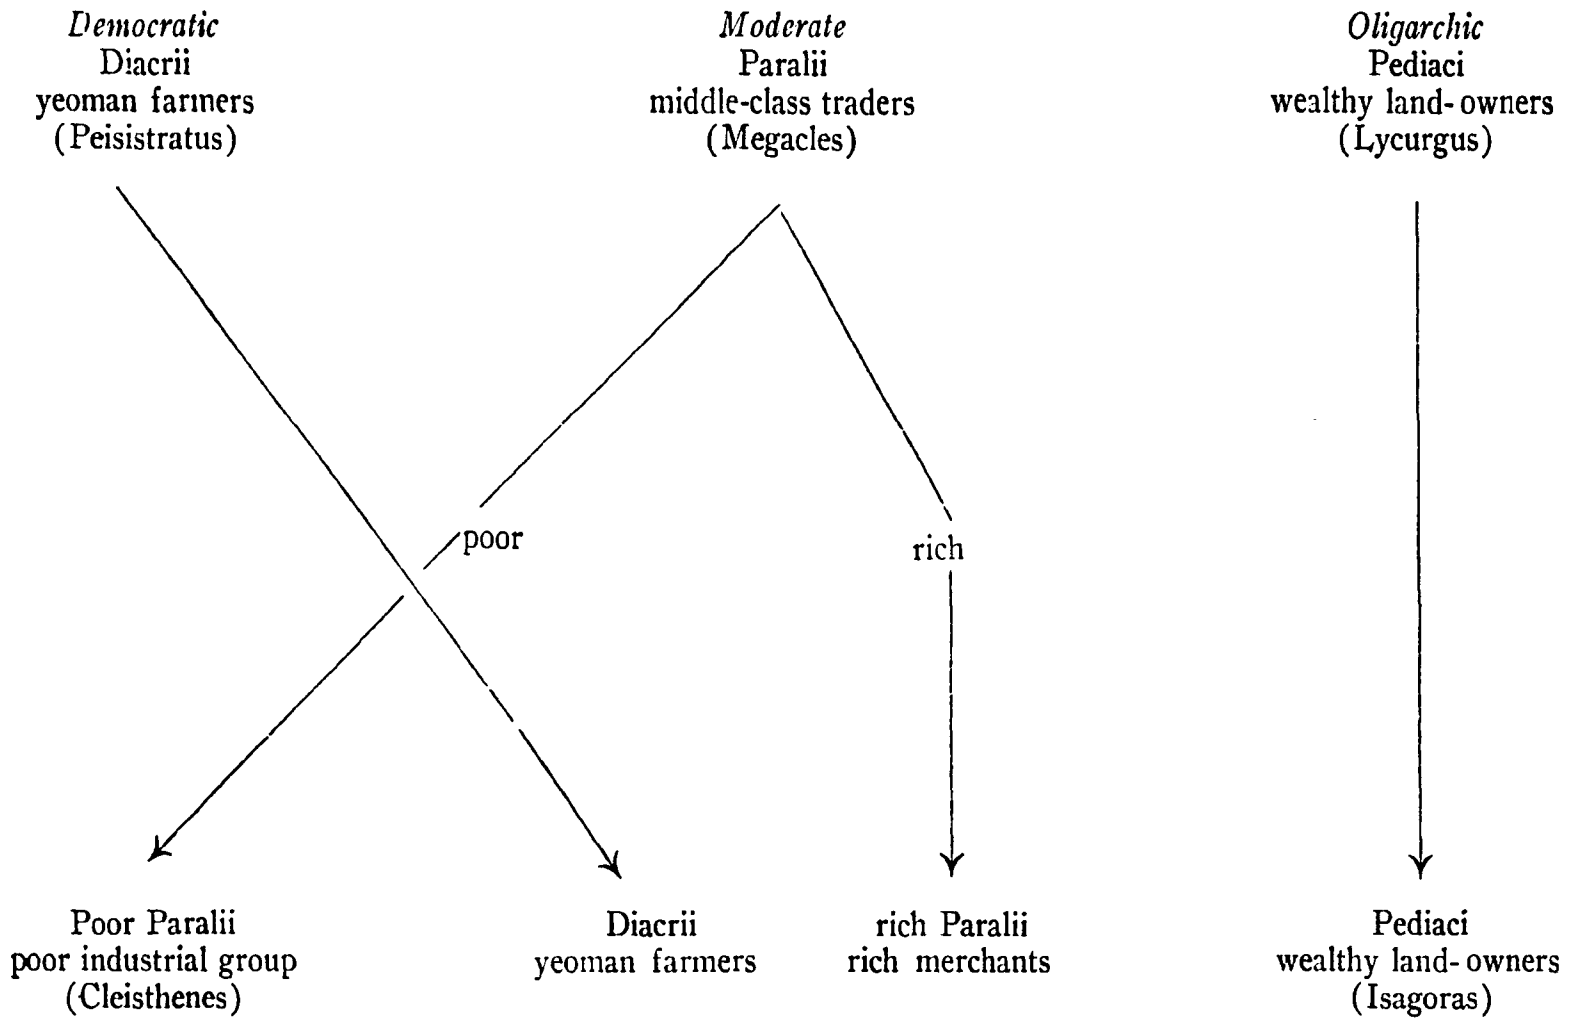 Democratic
Diacrii
yeoman farmers
(Peisistratus)
Moderate
Paralii
middle-class traders
(Megacles)
Oligarchic
Pediaci
wealthy land-owners
(Lycurgus)
poor
rich
Poor Paralii
poor industrial group
(Cleisthenes)
Diacrii
yeoman farmers
rich Paralii
rich merchants
Pediaci
wealthy land-owners
(Isagoras)